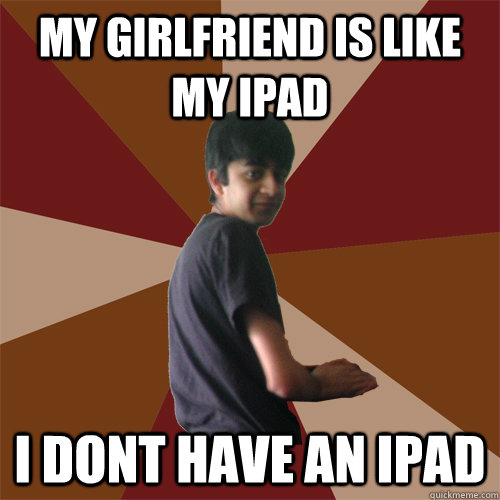 MY GIRLFRIEND IS LIKE
MY IPAD
I DONT HAVE AN IPAD
quickmeme.com